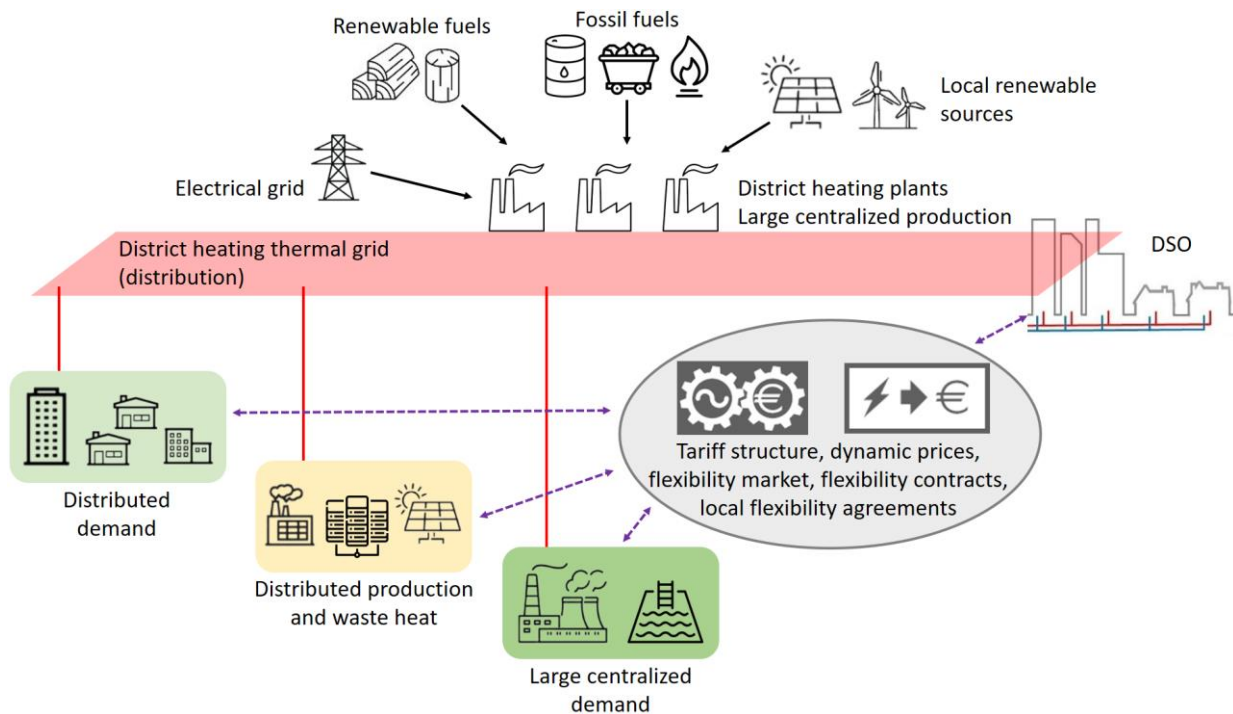 Renewable fuels
Fossil fuels
Local renewable
sources
Electrical grid
District heating plants
Large centralized production
District heating thermal grid
(distribution)
DSO
€
€
Tariff structure, dynamic prices,
flexibility market, flexibility contracts,
local flexibility agreements
Distributed
demand
Distributed production
and waste heat
Large centralized
demand